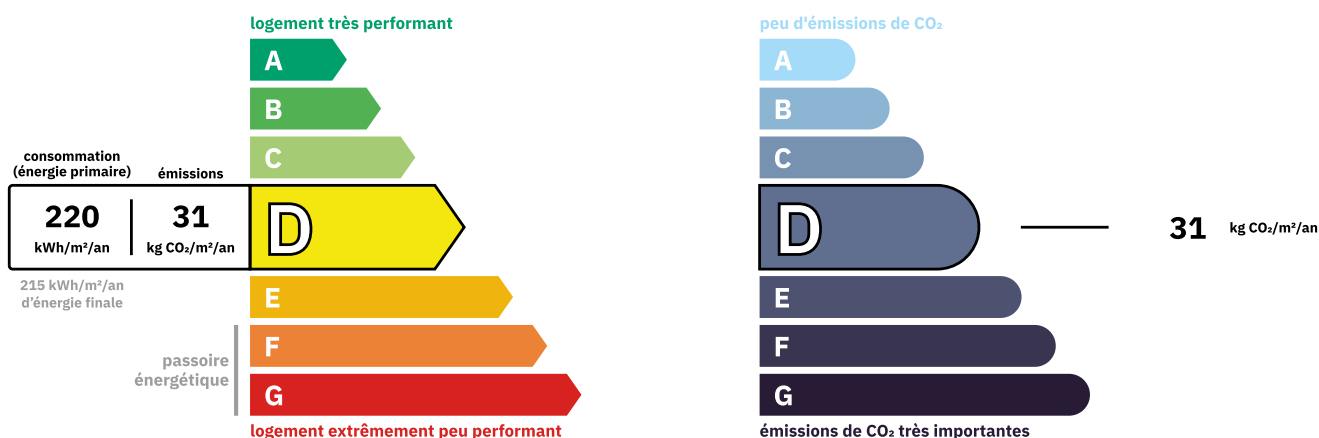 logement très performant
A
B
C
consommation
(énergie primaire)
émissions
220
kWh/m²/an
31
kg CO₂/m²/an
D
215 kWh/m²/an
d'énergie finale
E
passoire
énergétique
F
G
logement extrêmement peu performant
peu d'émissions de CO₂
A
B
C
D
31
kg CO₂/m²/an
E
F
G
émissions de CO₂ très importantes